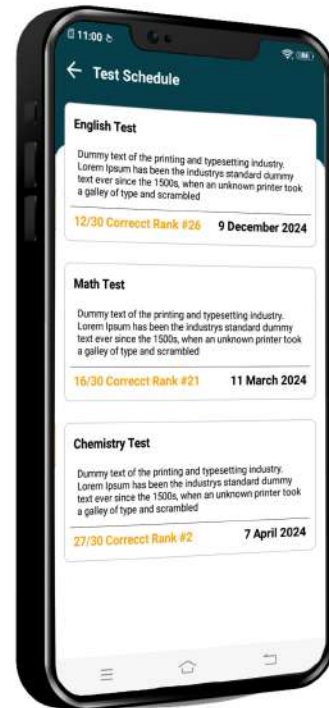 11:00
Test Schedule
English Test
Dummy text of the printing and typesetting industry.
Lorem Ipsum has been the industrys standard dummy
text ever since the 1500s, when an unknown printer took
a galley of type and scrambled
12/30 Correcct Rank #26 9 December 2024
Math Test
Dummy text of the printing and typesetting industry.
Lorem Ipsum has been the industrys standard dummy
text ever since the 1500s, when an unknown printer took
a galley of type and scrambled
16/30 Correcct Rank #21 11 March 2024
Chemistry Test
Dummy text of the printing and typesetting industry.
Lorem Ipsum has been the industrys standard dummy
text ever since the 1500s, when an unknown printer took
a galley of type and scrambled
27/30 Correcct Rank #2 7 April 2024